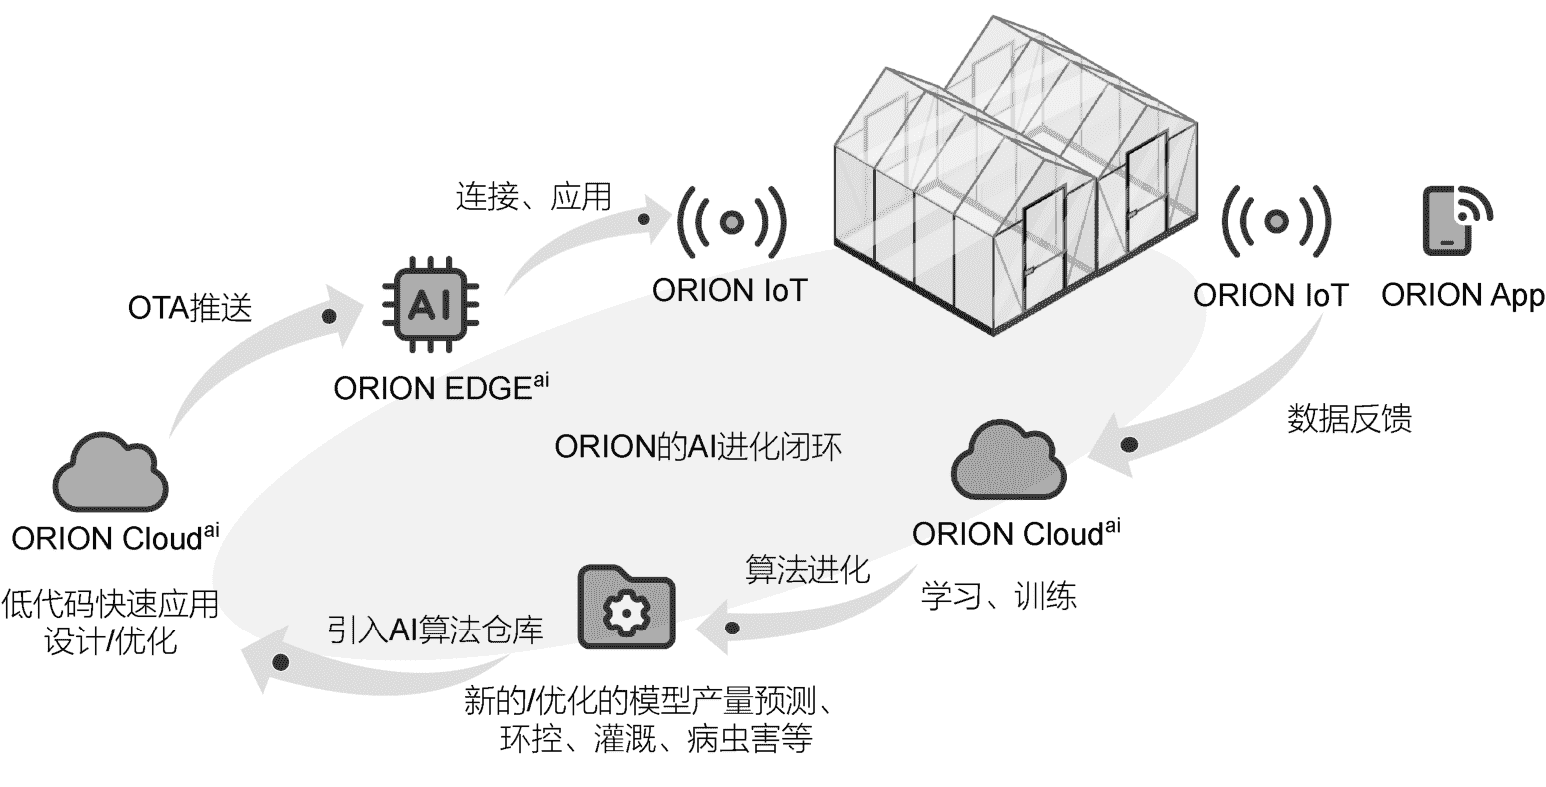 连接、应用
ORION IoT
ORION IoT
ORION App
OTA推送
AI
ORION EDGEai
数据反馈
ORION的AI进化闭环
ORION Cloudai
低代码快速应用
设计/优化
ORION Cloudai
学习、训练
算法进化
引入AI算法仓库
新的/优化的模型产量预测、
环控、灌溉、病虫害等